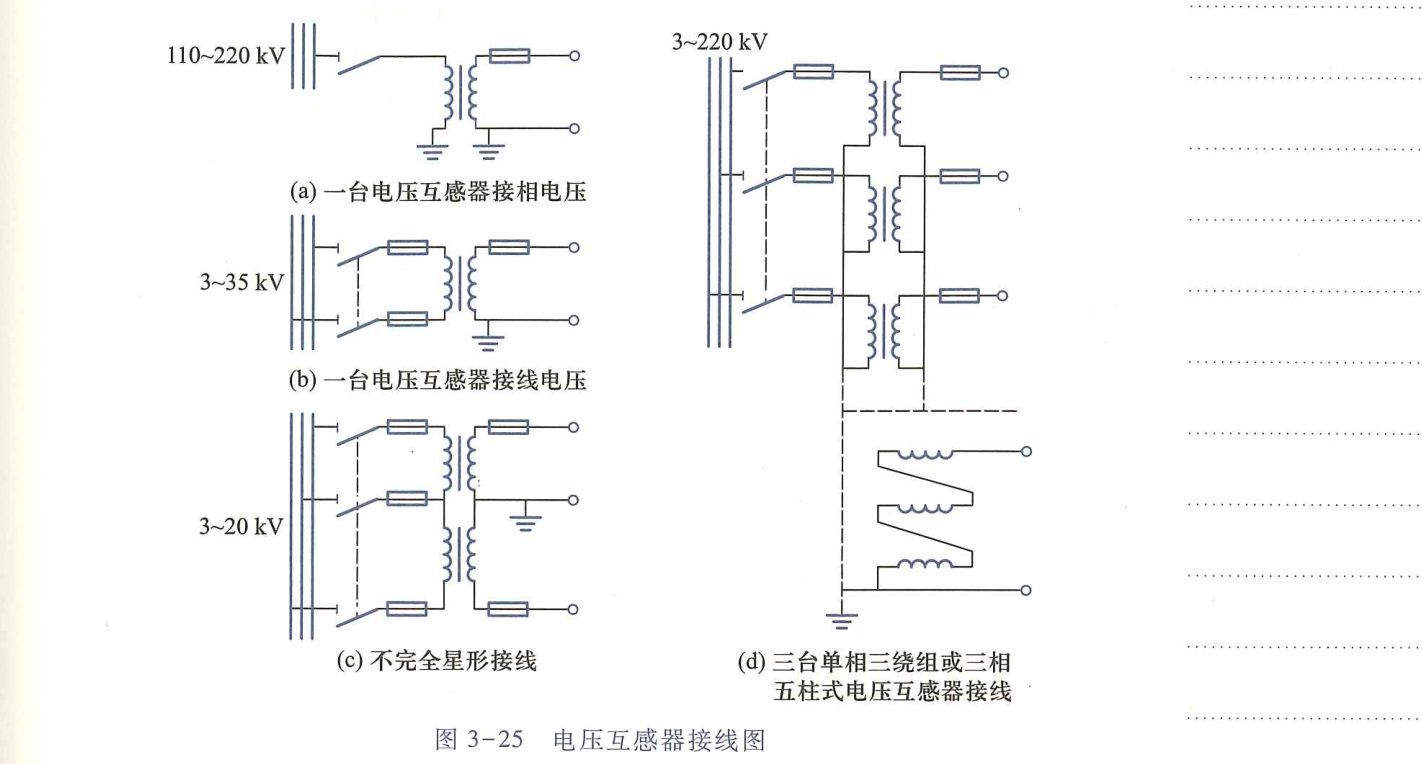 110~220 kV
(a) 一台电压互感器接相电压
3~35 kV
(b) 一台电压互感器接线电压
3~20 kV
(c) 不完全星形接线
3~220 kV
(d) 三台单相三绕组或三相
五柱式电压互感器接线
图 3-25 电压互感器接线图